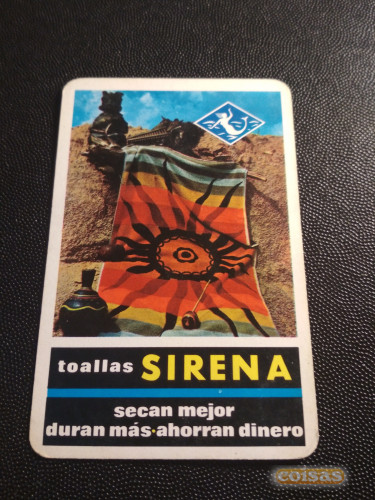 toallas SIRENA
secan mejor
duran más·ahorran dinero
coisas